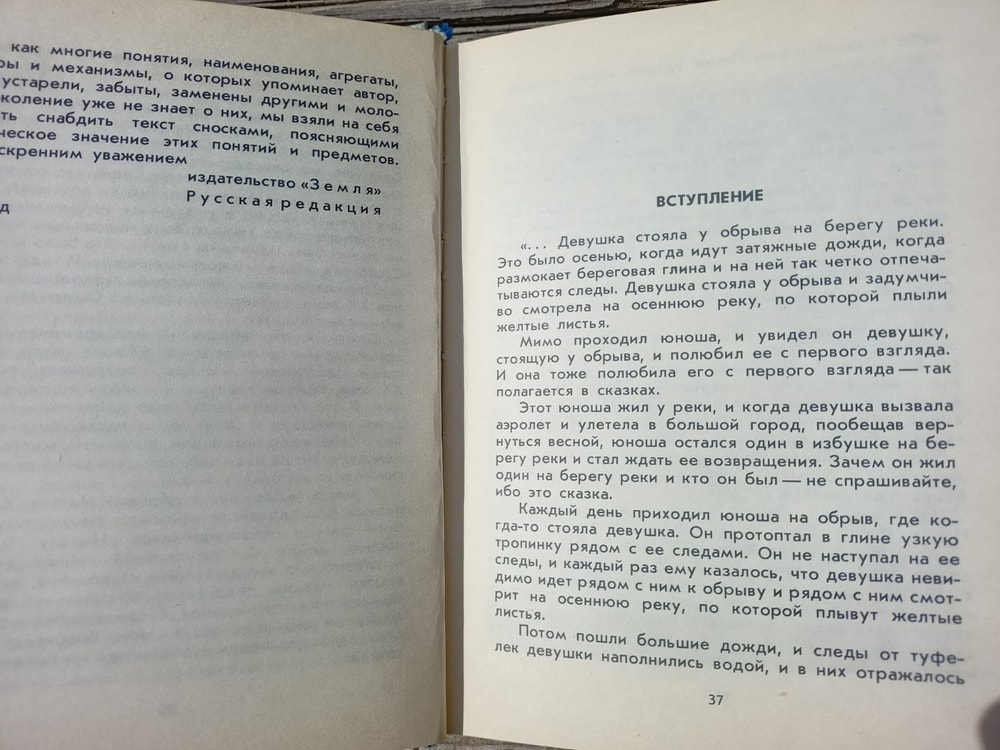 как многие понятия, наименования, агрегаты,
ры и механизмы, о которых упоминает автор,
устарели, забыты, заменены другими и моло-
околение уже не знает о них, мы взяли на себя
ть снабдить текст сносками, поясняющими
ческое значение этих понятий и предметов.
скренним уважением
издательство «Земля»
Русская редакция
д
ВСТУПЛЕНИЕ
«... Девушка стояла у обрыва на берегу реки.
Это было осенью, когда идут затяжные дожди, когда
размокает береговая глина и на ней так четко отпеча-
тываются следы. Девушка стояла у обрыва и задумчи-
во смотрела на осеннюю реку, по которой плыли
желтые листья.
Мимо проходил юноша, и увидел он девушку,
стоящую у обрыва, и полюбил ее с первого взгляда.
И она тоже полюбила его с первого взгляда — так
полагается в сказках.
Этот юноша жил у реки, и когда девушка вызвала
аэролет и улетела в большой город, пообещав вер-
нуться весной, юноша остался один в избушке на бе-
регу реки и стал ждать ее возвращения. Зачем он жил
один на берегу реки и кто он был — не спрашивайте,
ибо это сказка.
Каждый день приходил юноша на обрыв, где ко-
гда-то стояла девушка. Он протоптал в глине узкую
тропинку рядом с ее следами. Он не наступал на ее
следы, и каждый раз ему казалось, что девушка неви-
димо идет рядом с ним к обрыву и рядом с ним смот-
рит на осеннюю реку, по которой плывут желтые
листья.
Потом пошли большие дожди, и следы от туфе-
лек девушки наполнились водой, и в них отражалось
37